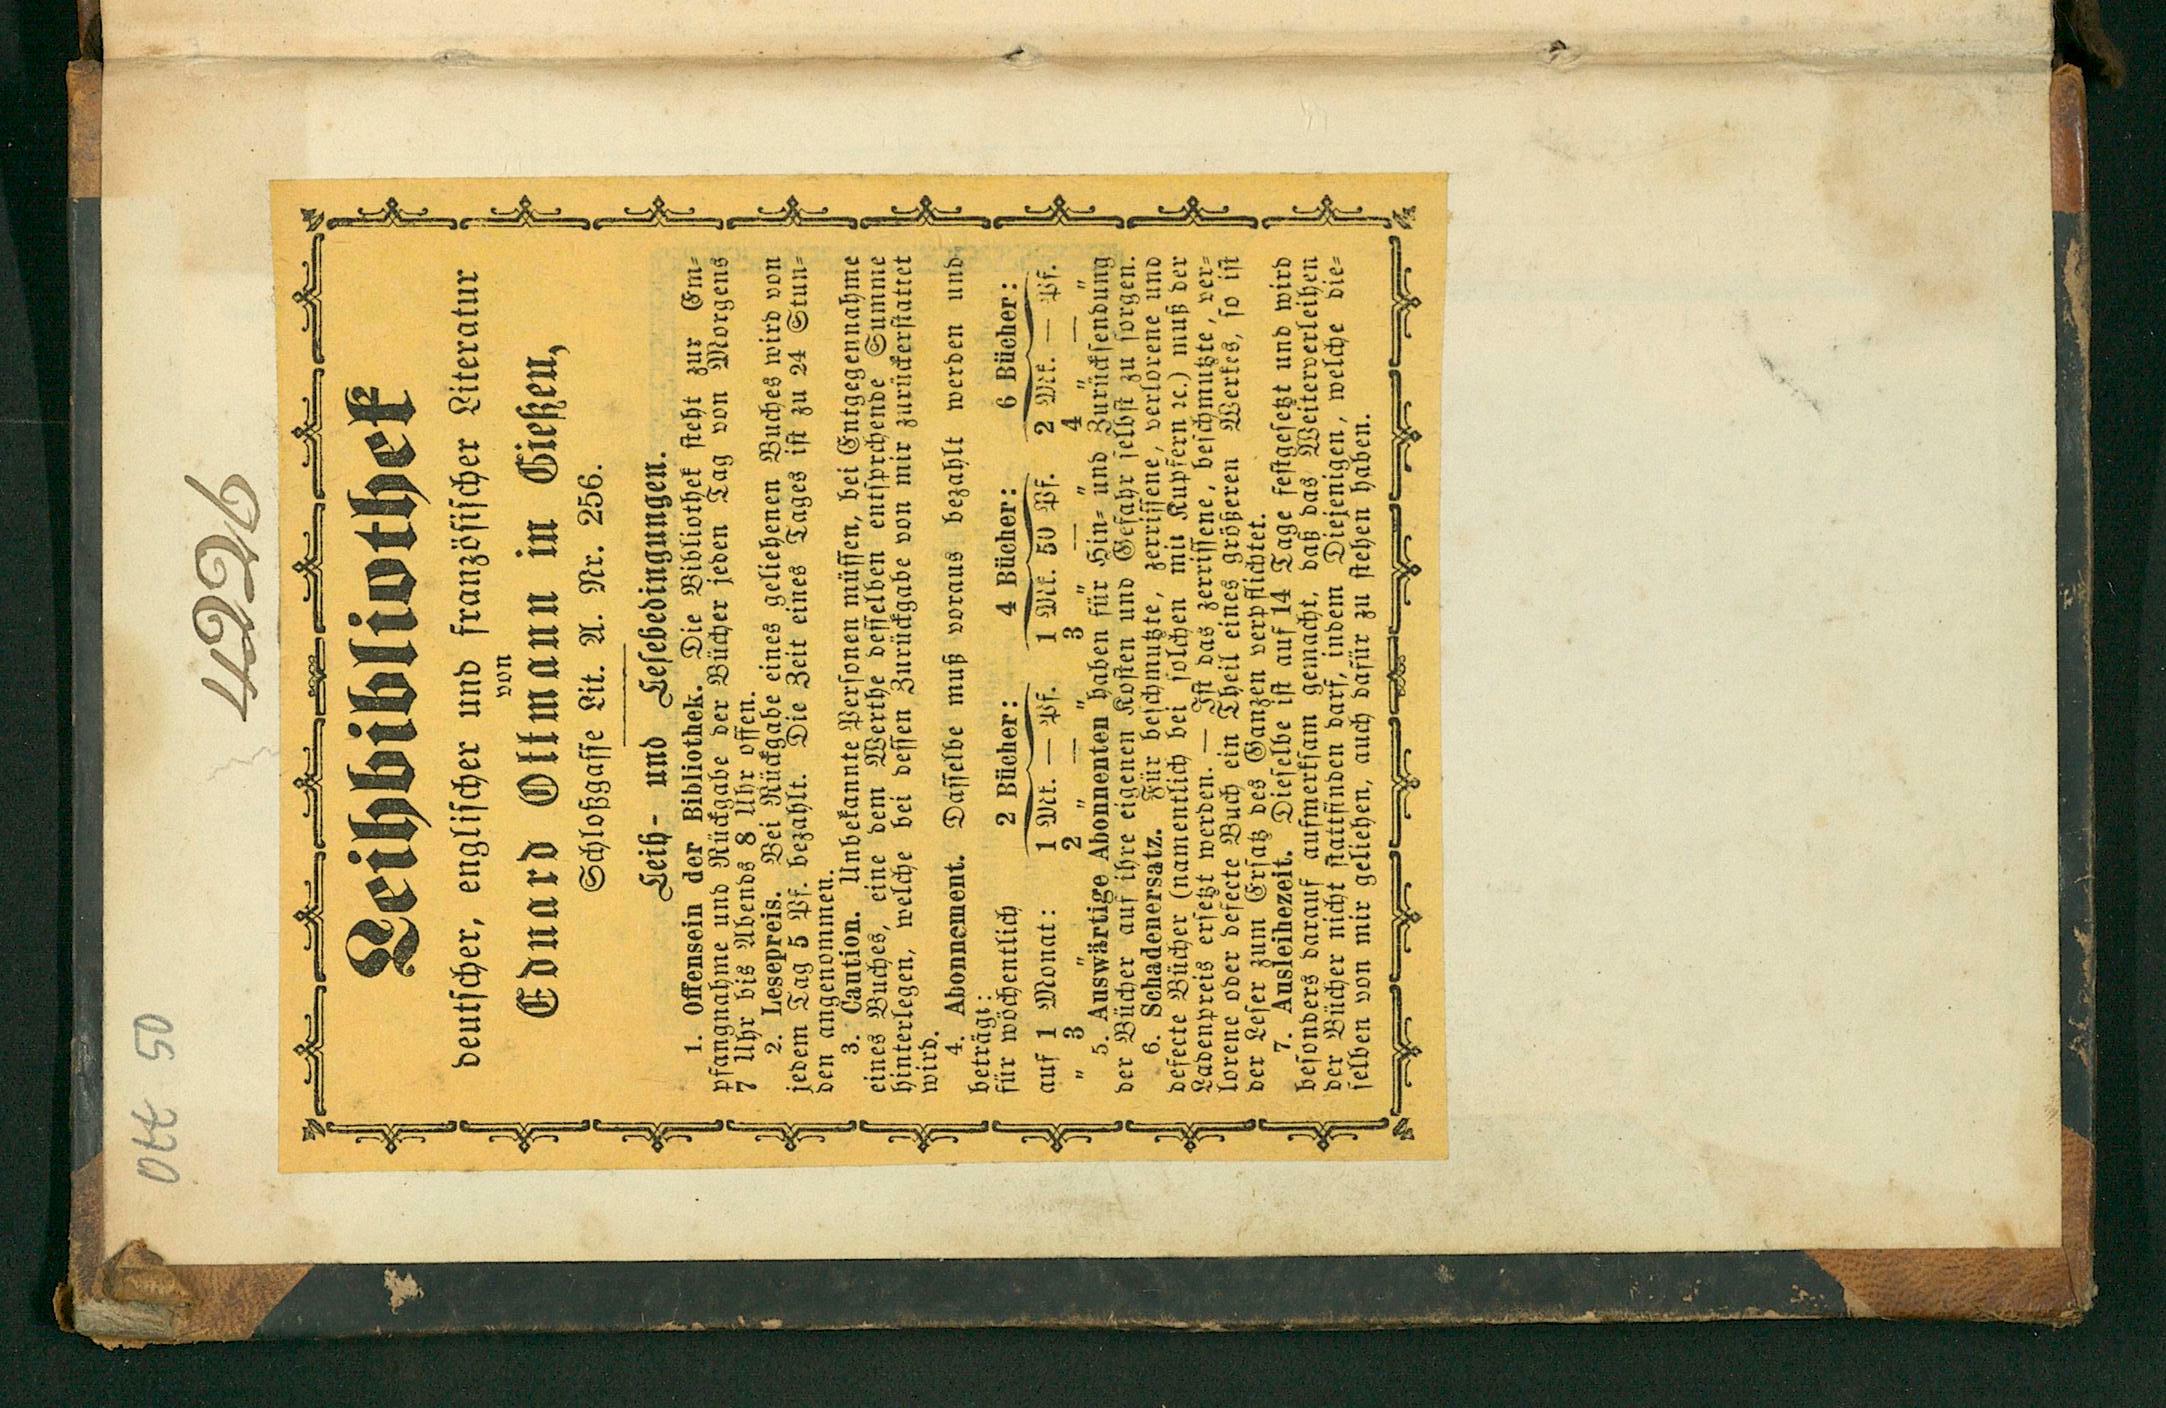 Ott 50 770
Leihbibliothek
deutscher, englischer und französischer Literatur
von
Eduard Ottmann in Gießen,
Schloßgasse Lit. A. Nr. 256.
Leih- und Lesebedingungen.
1. Offensein der Bibliothek. Die Bibliothek steht zur Em-
pfangnahme und Rückgabe der Bücher jeden Tag von Morgens
7 Uhr bis Abends 8 Uhr offen.
2. Lesepreis. Bei Rückgabe eines geliehenen Buches wird von
jedem Tag 5 Pf. bezahlt. Die Zeit eines Tages ist zu 24 Stun-
den angenommen.
3. Caution. Unbekannte Personen müssen, bei Entgegennahme
eines Buches, eine dem Werthe desselben entsprchende Summe
hinterlegen, welche bei dessen Zurückgabe von mir zurückerstattet
wird.
4. Abonnement. Dasselbe muß voraus bezahlt werden und
beträgt:
für wöchentlich 2 Bücher: 4 Bücher: 6 Bücher:
auf 1 Monat: 1 Mk. — Pf. 1 Mk. 50 Pf. 2 Mk. — Pf.
" 3 " 2 " — " 3 " — " 4 " — "
5. Auswärtige Abonnenten haben für Hin- und Zurücksendung
der Bücher auf ihre eigenen Kosten und Gefahr selbst zu sorgen.
6. Schadenersatz. Für beschmutzte, zerrissene, verlorene und
defecte Bücher (namentlich bei solchen mit Kupfern ꝛc.) muß der
Ladenpreis ersetzt werden. — Ist das zerrissene, beschmutzte, ver-
lorene oder defecte Buch ein Theil eines größeren Werkes, so ist
der Leser zum Ersatz des Ganzen verpflichtet.
7. Ausleihezeit. Dieselbe ist auf 14 Tage festgesetzt und wird
besonders darauf aufmerksam gemacht, daß das Weiterverleihen
der Bücher nicht stattfinden darf, indem Diejenigen, welche die-
selben von mir geliehen, auch dafür zu stehen haben.